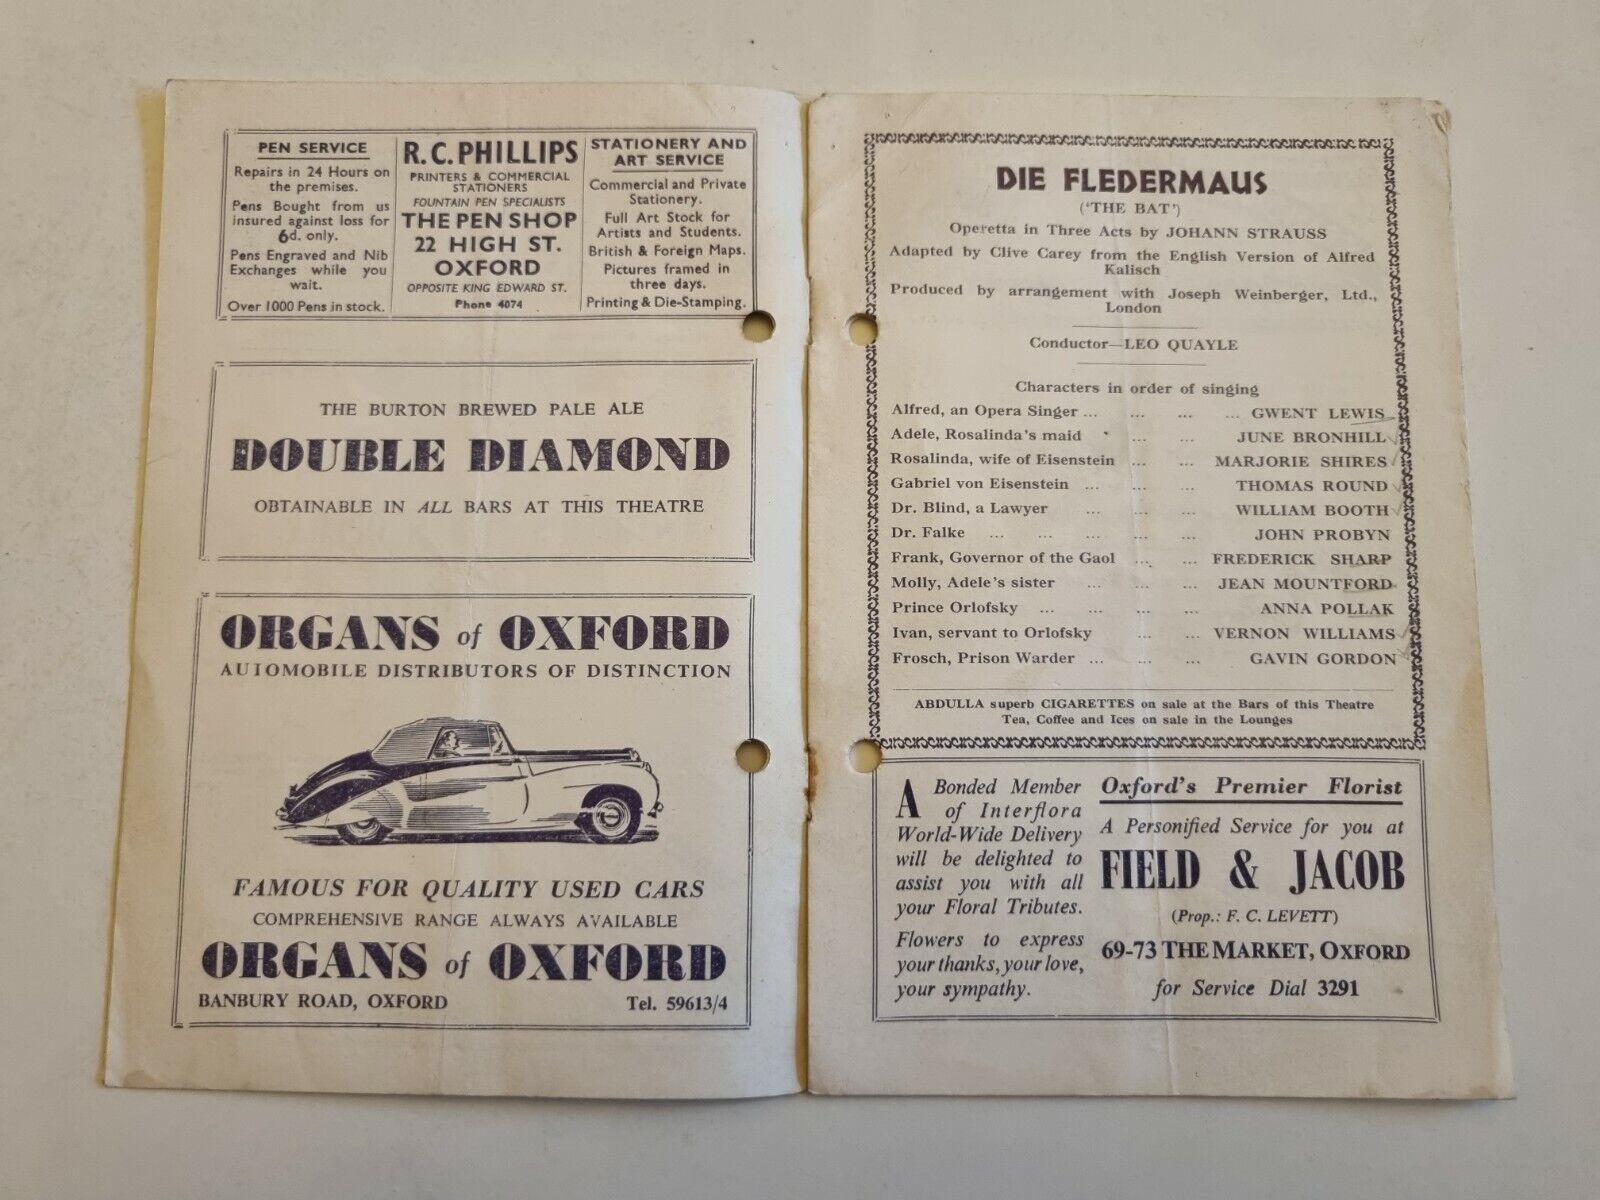 PEN SERVICE
Repairs in 24 Hours on
the premises.
Pens Bought from us
insured against loss for
6d. only.
Pens Engraved and Nib
Exchanges while you
wait.
Over 1000 Pens in stock.
R. C. PHILLIPS
PRINTERS & COMMERCIAL
STATIONERS
FOUNTAIN PEN SPECIALISTS
THE PEN SHOP
22 HIGH ST.
OXFORD
OPPOSITE KING EDWARD ST.
Phone 4074
STATIONERY AND
ART SERVICE
Commercial and Private
Stationery.
Full Art Stock for
Artists and Students.
British & Foreign Maps.
Pictures framed in
three days.
Printing & Die-Stamping.
THE BURTON BREWED PALE ALE
DOUBLE DIAMOND
OBTAINABLE IN ALL BARS AT THIS THEATRE
ORGANS of OXFORD
AUTOMOBILE DISTRIBUTORS OF DISTINCTION
FAMOUS FOR QUALITY USED CARS
COMPREHENSIVE RANGE ALWAYS AVAILABLE
ORGANS of OXFORD
BANBURY ROAD, OXFORD Tel. 59613/4
DIE FLEDERMAUS
('THE BAT')
Operetta in Three Acts by JOHANN STRAUSS
Adapted by Clive Carey from the English Version of Alfred
Kalisch
Produced by arrangement with Joseph Weinberger, Ltd.,
London
Conductor—LEO QUAYLE
Characters in order of singing
Alfred, an Opera Singer ... ... ... ... GWENT LEWIS
Adele, Rosalinda's maid ... ... JUNE BRONHILL
Rosalinda, wife of Eisenstein ... ... MARJORIE SHIRES
Gabriel von Eisenstein ... ... ... THOMAS ROUND
Dr. Blind, a Lawyer ... ... ... WILLIAM BOOTH
Dr. Falke ... ... ... ... ... JOHN PROBYN
Frank, Governor of the Gaol ... ... FREDERICK SHARP
Molly, Adele's sister ... ... ... JEAN MOUNTFORD
Prince Orlofsky ... ... ... ... ANNA POLLAK
Ivan, servant to Orlofsky ... ... VERNON WILLIAMS
Frosch, Prison Warder ... ... ... GAVIN GORDON
ABDULLA superb CIGARETTES on sale at the Bars of this Theatre
Tea, Coffee and Ices on sale in the Lounges
A Bonded Member
of Interflora
World-Wide Delivery
will be delighted to
assist you with all
your Floral Tributes.
Flowers to express
your thanks, your love,
your sympathy.
Oxford's Premier Florist
A Personified Service for you at
FIELD & JACOB
(Prop.: F. C. LEVETT)
69-73 THE MARKET, OXFORD
for Service Dial 3291